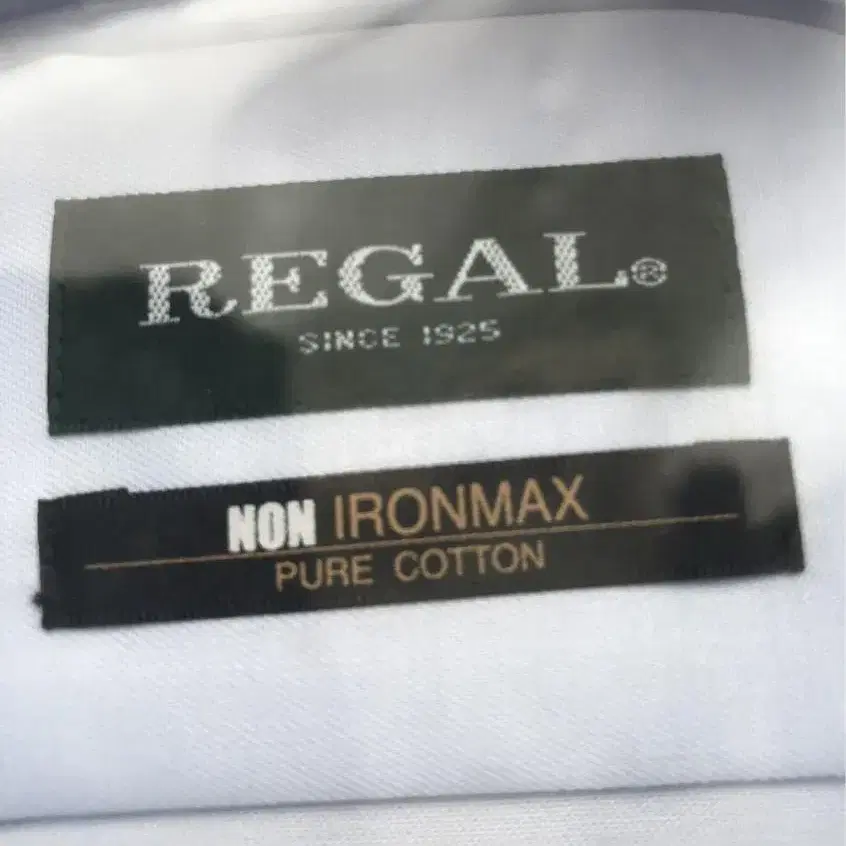 REGAL®
SINCE 1925
NON IRONMAX
PURE COTTON